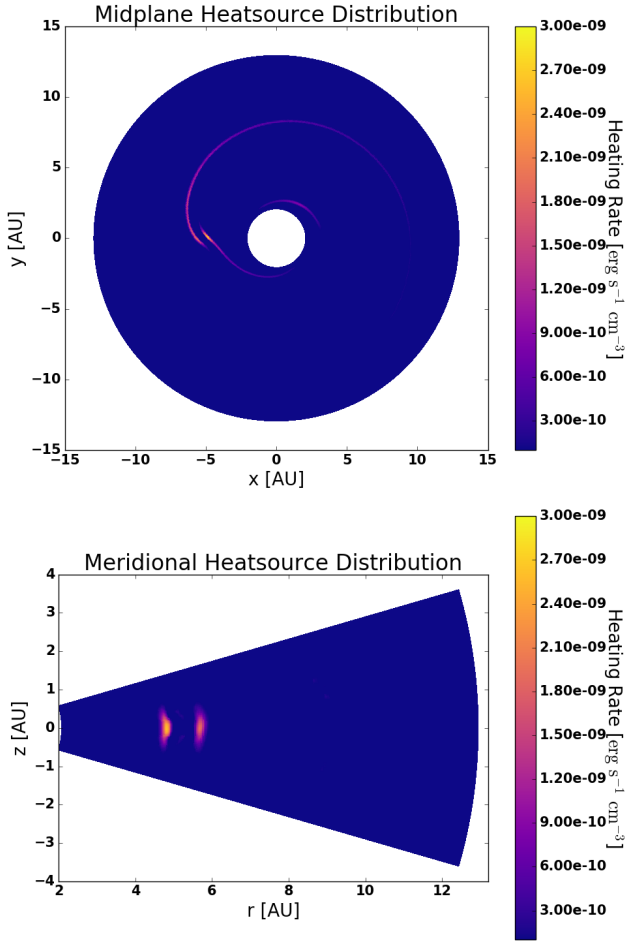 Midplane Heatsource Distribution
15
10
5
0
−5
−10
−15
y [AU]
−15 −10 −5 0 5 10 15
x [AU]
3.00e-09
2.70e-09
2.40e-09
2.10e-09
1.80e-09
1.50e-09
1.20e-09
9.00e-10
6.00e-10
3.00e-10
Heating Rate [erg s−1 cm−3]
Meridional Heatsource Distribution
4
3
2
1
0
−1
−2
−3
−4
z [AU]
2 4 6 8 10 12
r [AU]
3.00e-09
2.70e-09
2.40e-09
2.10e-09
1.80e-09
1.50e-09
1.20e-09
9.00e-10
6.00e-10
3.00e-10
Heating Rate [erg s−1 cm−3]